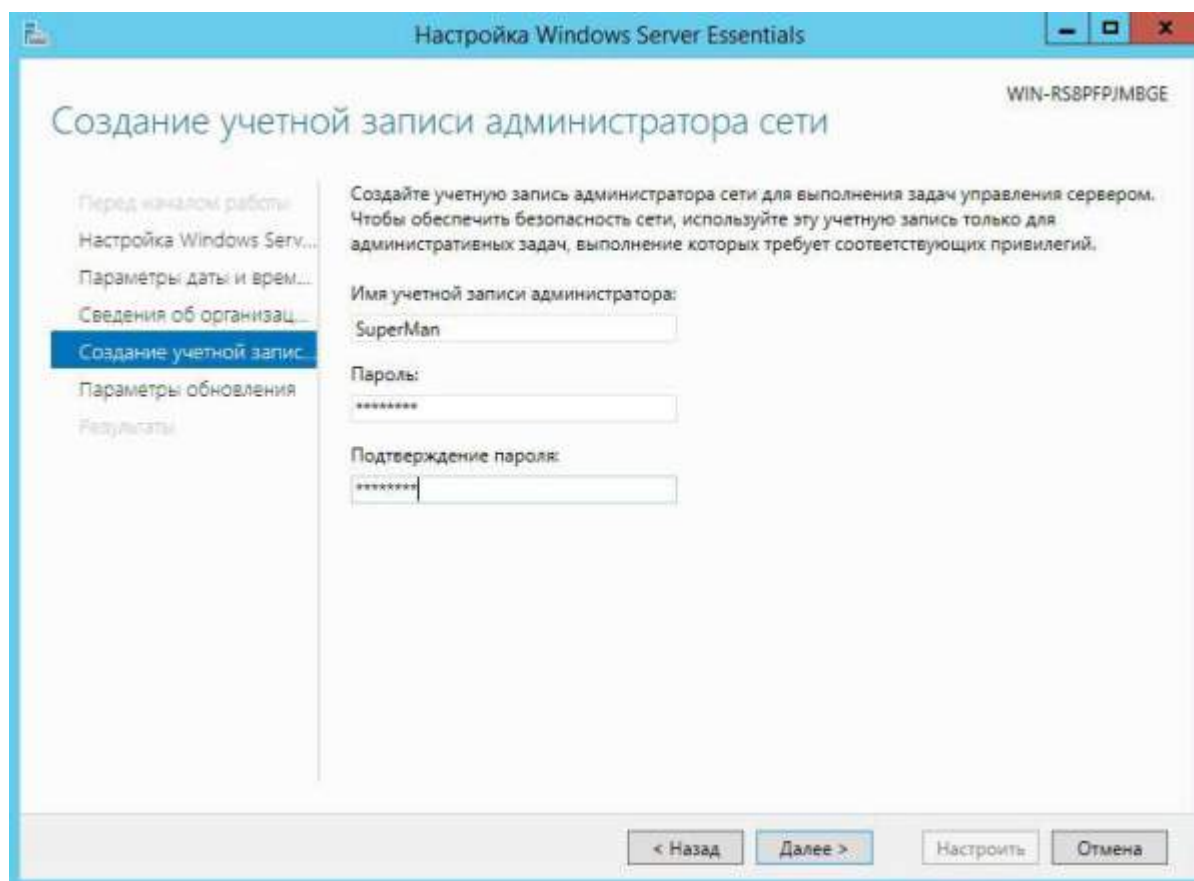 Настройка Windows Server Essentials
WIN-RS8PFPJMBGE
Создание учетной записи администратора сети
Перед началом работы
Настройка Windows Serv...
Параметры даты и врем...
Сведения об организац...
Создание учетной запис...
Параметры обновления
Результаты
Создайте учетную запись администратора сети для выполнения задач управления сервером.
Чтобы обеспечить безопасность сети, используйте эту учетную запись только для
административных задач, выполнение которых требует соответствующих привилегий.
Имя учетной записи администратора:
SuperMan
Пароль:
********
Подтверждение пароля:
********
< Назад
Далее >
Настроить
Отмена